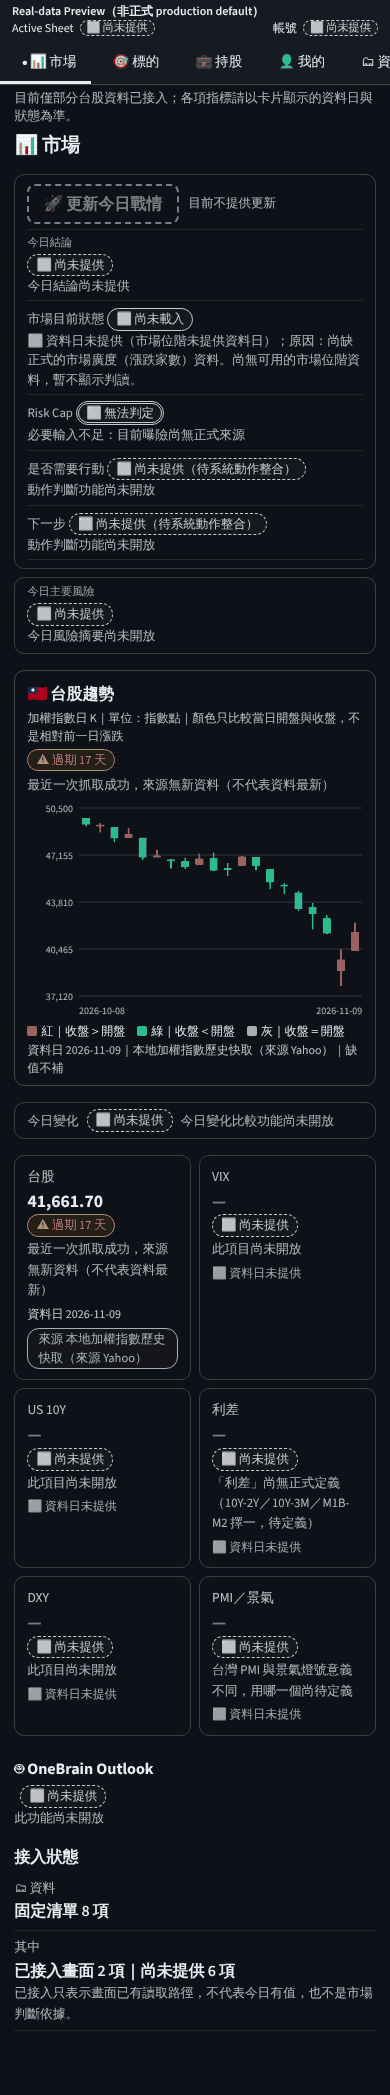 Real-data Preview（非正式 production default）
Active Sheet ⬜ 尚未提供 帳號 ⬜ 尚未提供
📊 市場 🎯 標的 💼 持股 👤 我的 🗂 資
目前僅部分台股資料已接入；各項指標請以卡片顯示的資料日與
狀態為準。
📊 市場
🚀 更新今日戰情 目前不提供更新
今日結論
⬜ 尚未提供
今日結論尚未提供
市場目前狀態 ⬜ 尚未載入
⬜ 資料日未提供（市場位階未提供資料日）；原因：尚缺
正式的市場廣度（漲跌家數）資料。尚無可用的市場位階資
料，暫不顯示判讀。
Risk Cap ⬜ 無法判定
必要輸入不足：目前曝險尚無正式來源
是否需要行動 ⬜ 尚未提供（待系統動作整合）
動作判斷功能尚未開放
下一步 ⬜ 尚未提供（待系統動作整合）
動作判斷功能尚未開放
今日主要風險
⬜ 尚未提供
今日風險摘要尚未開放
🇹🇼 台股趨勢
加權指數日 K｜單位：指數點｜顏色只比較當日開盤與收盤，不
是相對前一日漲跌
⚠ 過期 17 天
最近一次抓取成功，來源無新資料（不代表資料最新）
50,500
47,155
43,810
40,465
37,120
2026-10-08 2026-11-09
紅｜收盤＞開盤 綠｜收盤＜開盤 灰｜收盤＝開盤
資料日 2026-11-09｜本地加權指數歷史快取（來源 Yahoo）｜缺
值不補
今日變化 ⬜ 尚未提供 今日變化比較功能尚未開放
台股
41,661.70
⚠ 過期 17 天
最近一次抓取成功，來源
無新資料（不代表資料最
新）
資料日 2026-11-09
來源 本地加權指數歷史
快取（來源 Yahoo）
VIX
—
⬜ 尚未提供
此項目尚未開放
⬜ 資料日未提供
US 10Y
—
⬜ 尚未提供
此項目尚未開放
⬜ 資料日未提供
利差
—
⬜ 尚未提供
「利差」尚無正式定義
（10Y-2Y／10Y-3M／M1B-
M2 擇一，待定義）
⬜ 資料日未提供
DXY
—
⬜ 尚未提供
此項目尚未開放
⬜ 資料日未提供
PMI／景氣
—
⬜ 尚未提供
台灣 PMI 與景氣燈號意義
不同，用哪一個尚待定義
⬜ 資料日未提供
OneBrain Outlook
⬜ 尚未提供
此功能尚未開放
接入狀態
🗂 資料
固定清單 8 項
其中
已接入畫面 2 項｜尚未提供 6 項
已接入只表示畫面已有讀取路徑，不代表今日有值，也不是市場
判斷依據。